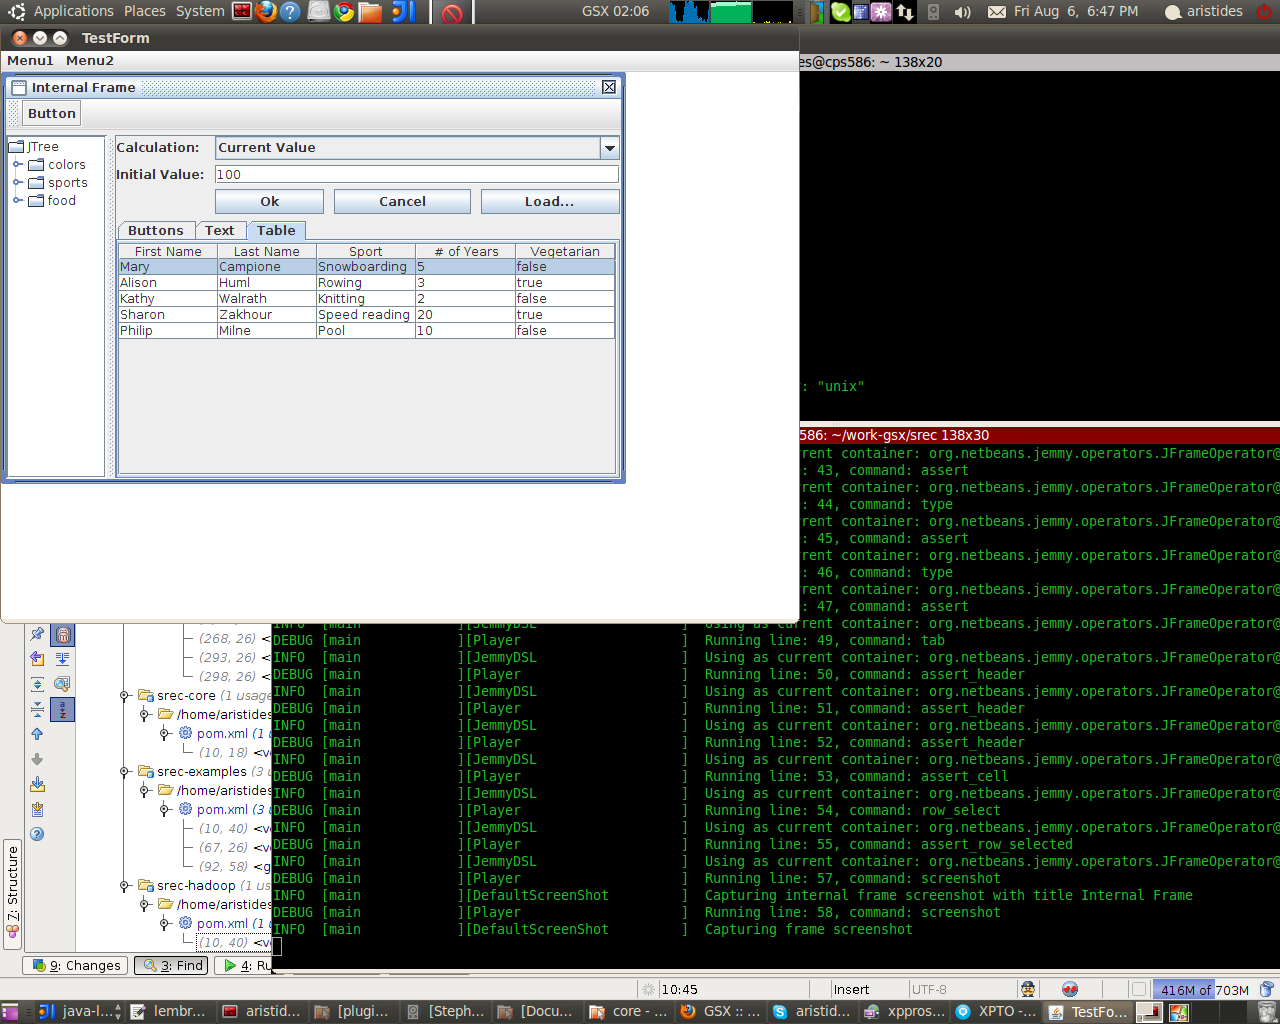 Applications Places System GSX 02:06 Fri Aug 6, 6:47 PM aristides
TestForm
Menu1 Menu2
es@cps586: ~ 138x20
Internal Frame
Button
JTree
colors
sports
food
Calculation: Current Value
Initial Value: 100
Ok Cancel Load...
Buttons Text Table
First Name Last Name Sport # of Years Vegetarian
Mary Campione Snowboarding 5 false
Alison Huml Rowing 3 true
Kathy Walrath Knitting 2 false
Sharon Zakhour Speed reading 20 true
Philip Milne Pool 10 false
: "unix"
586: ~/work-gsx/srec 138x30
rrent container: org.netbeans.jemmy.operators.JFrameOperator@
: 43, command: assert
rrent container: org.netbeans.jemmy.operators.JFrameOperator@
: 44, command: type
rrent container: org.netbeans.jemmy.operators.JFrameOperator@
: 45, command: assert
rrent container: org.netbeans.jemmy.operators.JFrameOperator@
: 46, command: type
rrent container: org.netbeans.jemmy.operators.JFrameOperator@
: 47, command: assert
INFO [main ][JemmyDSL ] Using as current container: org.netbeans.jemmy.operators.JFrameOperator@
DEBUG [main ][Player ] Running line: 49, command: tab
INFO [main ][JemmyDSL ] Using as current container: org.netbeans.jemmy.operators.JFrameOperator@
DEBUG [main ][Player ] Running line: 50, command: assert_header
INFO [main ][JemmyDSL ] Using as current container: org.netbeans.jemmy.operators.JFrameOperator@
DEBUG [main ][Player ] Running line: 51, command: assert_header
INFO [main ][JemmyDSL ] Using as current container: org.netbeans.jemmy.operators.JFrameOperator@
DEBUG [main ][Player ] Running line: 52, command: assert_header
INFO [main ][JemmyDSL ] Using as current container: org.netbeans.jemmy.operators.JFrameOperator@
DEBUG [main ][Player ] Running line: 53, command: assert_cell
INFO [main ][JemmyDSL ] Using as current container: org.netbeans.jemmy.operators.JFrameOperator@
DEBUG [main ][Player ] Running line: 54, command: row_select
INFO [main ][JemmyDSL ] Using as current container: org.netbeans.jemmy.operators.JFrameOperator@
DEBUG [main ][Player ] Running line: 55, command: assert_row_selected
INFO [main ][JemmyDSL ] Using as current container: org.netbeans.jemmy.operators.JFrameOperator@
DEBUG [main ][Player ] Running line: 57, command: screenshot
INFO [main ][DefaultScreenShot ] Capturing internal frame screenshot with title Internal Frame
DEBUG [main ][Player ] Running line: 58, command: screenshot
INFO [main ][DefaultScreenShot ] Capturing frame screenshot
(268, 26) <v
(293, 26) <v
(298, 26) <v
srec-core (1 usage
/home/aristides
pom.xml (1 u
(10, 18) <v
srec-examples (3 u
/home/aristides
pom.xml (3 u
(10, 40) <v
(67, 26) <v
(92, 58) <g
srec-hadoop (1 us
/home/aristides
pom.xml (1 u
(10, 40) <v
7: Structure
9: Changes 3: Find 4: Ru
10:45 Insert UTF-8 416M of 703M
java-l... lembr... aristid... [plugi... [Steph... [Docu... core - ... GSX :: ... aristid... xppros... XPTO -... TestFo...